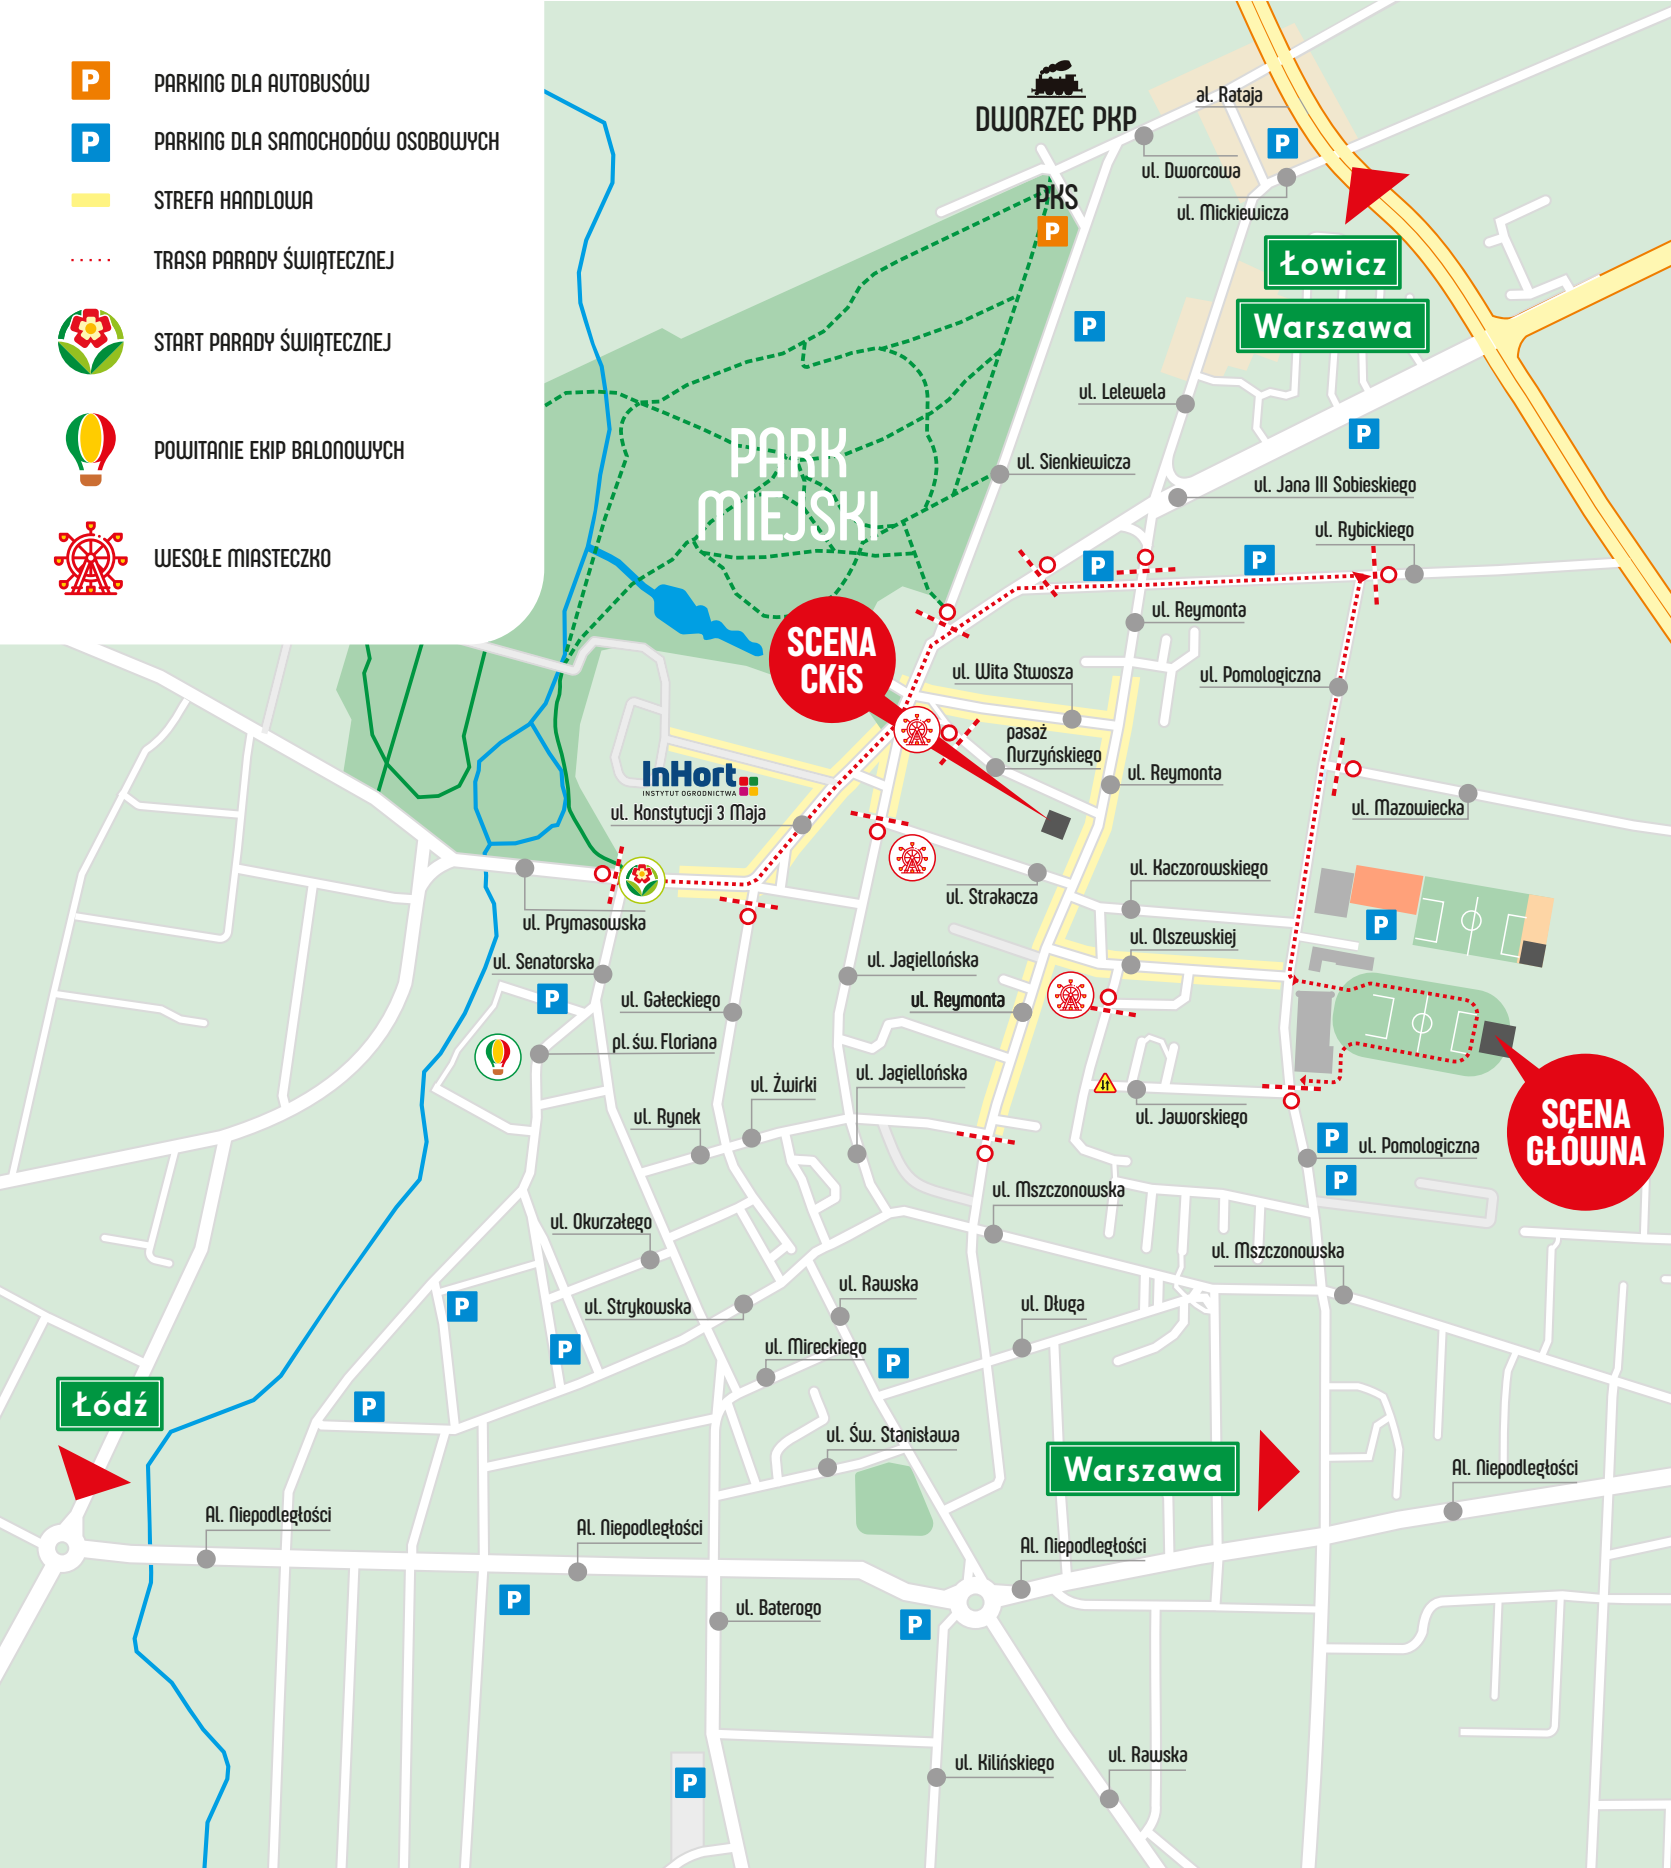 P PARKING DLA AUTOBUSÓW
P PARKING DLA SAMOCHODÓW OSOBOWYCH
STREFA HANDLOWA
TRASA PARADY ŚWIĄTECZNEJ
START PARADY ŚWIĄTECZNEJ
POWITANIE EKIP BALONOWYCH
WESOŁE MIASTECZKO
DWORZEC PKP
al. Rataja
P
ul. Dworcowa
ul. Mickiewicza
PKS
P
Łowicz
Warszawa
P
ul. Lelewela
P
PARK
MIEJSKI
ul. Sienkiewicza
ul. Jana III Sobieskiego
ul. Rybickiego
P
P
ul. Reymonta
SCENA
CKiS
ul. Wita Stwosza
ul. Pomologiczna
pasaż
Nurzyńskiego
ul. Reymonta
InHort
INSTYTUT OGRODNICTWA
ul. Konstytucji 3 Maja
ul. Mazowiecka
ul. Kaczorowskiego
ul. Strakacza
ul. Prymasowska
P
ul. Olszewskiej
ul. Senatorska
ul. Jagiellońska
P
ul. Gałeckiego
ul. Reymonta
pl. św. Floriana
ul. Żwirki
ul. Jagiellońska
ul. Rynek
ul. Jaworskiego
SCENA
GŁÓWNA
P
ul. Pomologiczna
P
ul. Mszczonowska
ul. Okurzałego
ul. Mszczonowska
ul. Rawska
P
ul. Strykowska
ul. Długa
P
ul. Mireckiego
P
Łódź
P
ul. Św. Stanisława
Warszawa
Al. Niepodległości
Al. Niepodległości
Al. Niepodległości
Al. Niepodległości
P
ul. Baterogo
P
ul. Kilińskiego
ul. Rawska
P